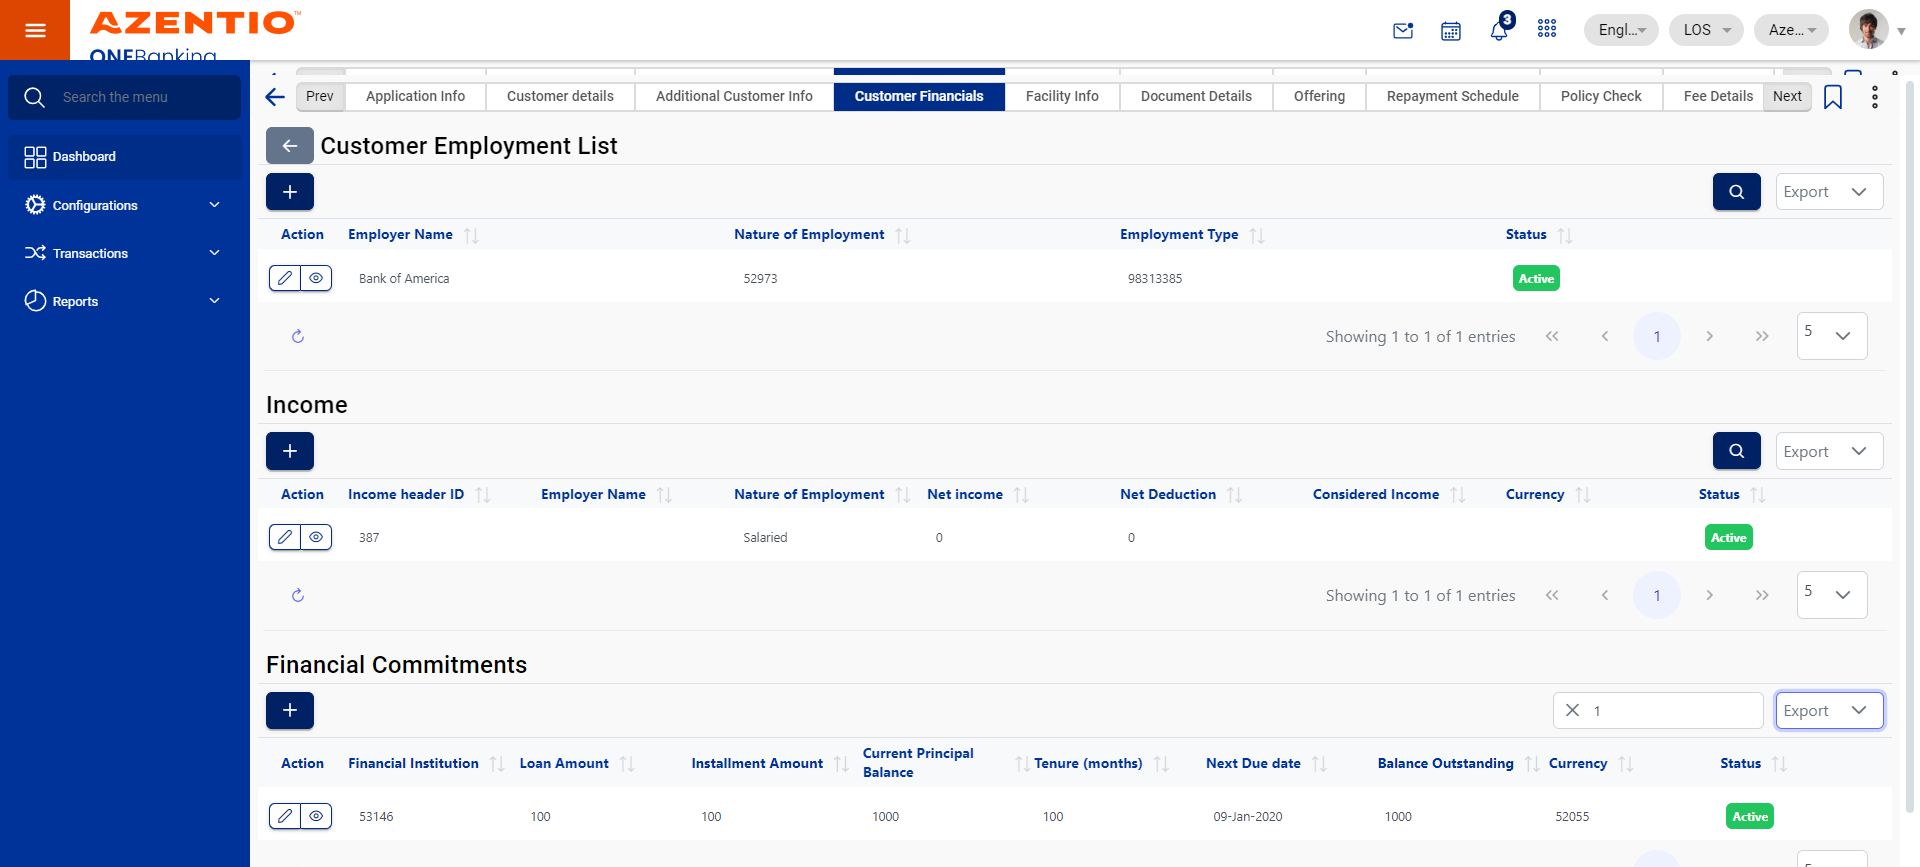 AZENTIO™
ONEBanking
3
Engl...
LOS
Aze...
Search the menu
Dashboard
Configurations
Transactions
Reports
Prev
Application Info
Customer details
Additional Customer Info
Customer Financials
Facility Info
Document Details
Offering
Repayment Schedule
Policy Check
Fee Details
Next
Customer Employment List
Export
Action Employer Name Nature of Employment Employment Type Status
Bank of America 52973 98313385 Active
Showing 1 to 1 of 1 entries 1 5
Income
Export
Action Income header ID Employer Name Nature of Employment Net income Net Deduction Considered Income Currency Status
387 Salaried 0 0 Active
Showing 1 to 1 of 1 entries 1 5
Financial Commitments
1 Export
Action Financial Institution Loan Amount Installment Amount Current Principal Balance Tenure (months) Next Due date Balance Outstanding Currency Status
53146 100 100 1000 100 09-Jan-2020 1000 52055 Active